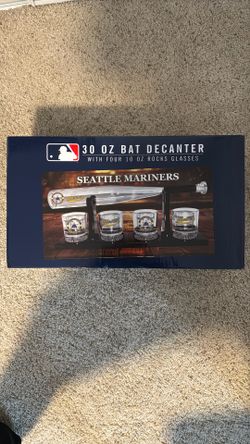 30 OZ BAT DECANTER
WITH FOUR 10 OZ ROCKS GLASSES
SEATTLE MARINERS